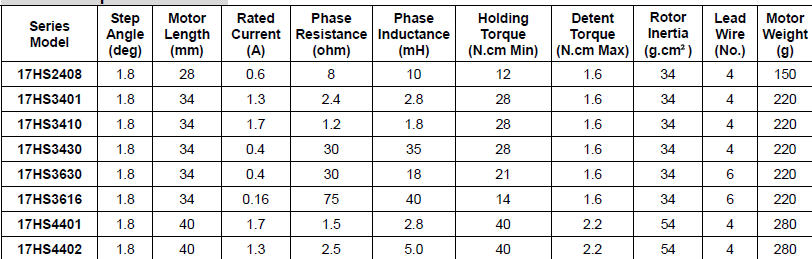 Series Model Step Angle (deg) Motor Length (mm) Rated Current (A) Phase Resistance (ohm) Phase Inductance (mH) Holding Torque (N.cm Min) Detent Torque (N.cm Max) Rotor Inertia (g.cm²) Lead Wire (No.) Motor Weight (g)
17HS2408 1.8 28 0.6 8 10 12 1.6 34 4 150
17HS3401 1.8 34 1.3 2.4 2.8 28 1.6 34 4 220
17HS3410 1.8 34 1.7 1.2 1.8 28 1.6 34 4 220
17HS3430 1.8 34 0.4 30 35 28 1.6 34 4 220
17HS3630 1.8 34 0.4 30 18 21 1.6 34 6 220
17HS3616 1.8 34 0.16 75 40 14 1.6 34 6 220
17HS4401 1.8 40 1.7 1.5 2.8 40 2.2 54 4 280
17HS4402 1.8 40 1.3 2.5 5.0 40 2.2 54 4 280